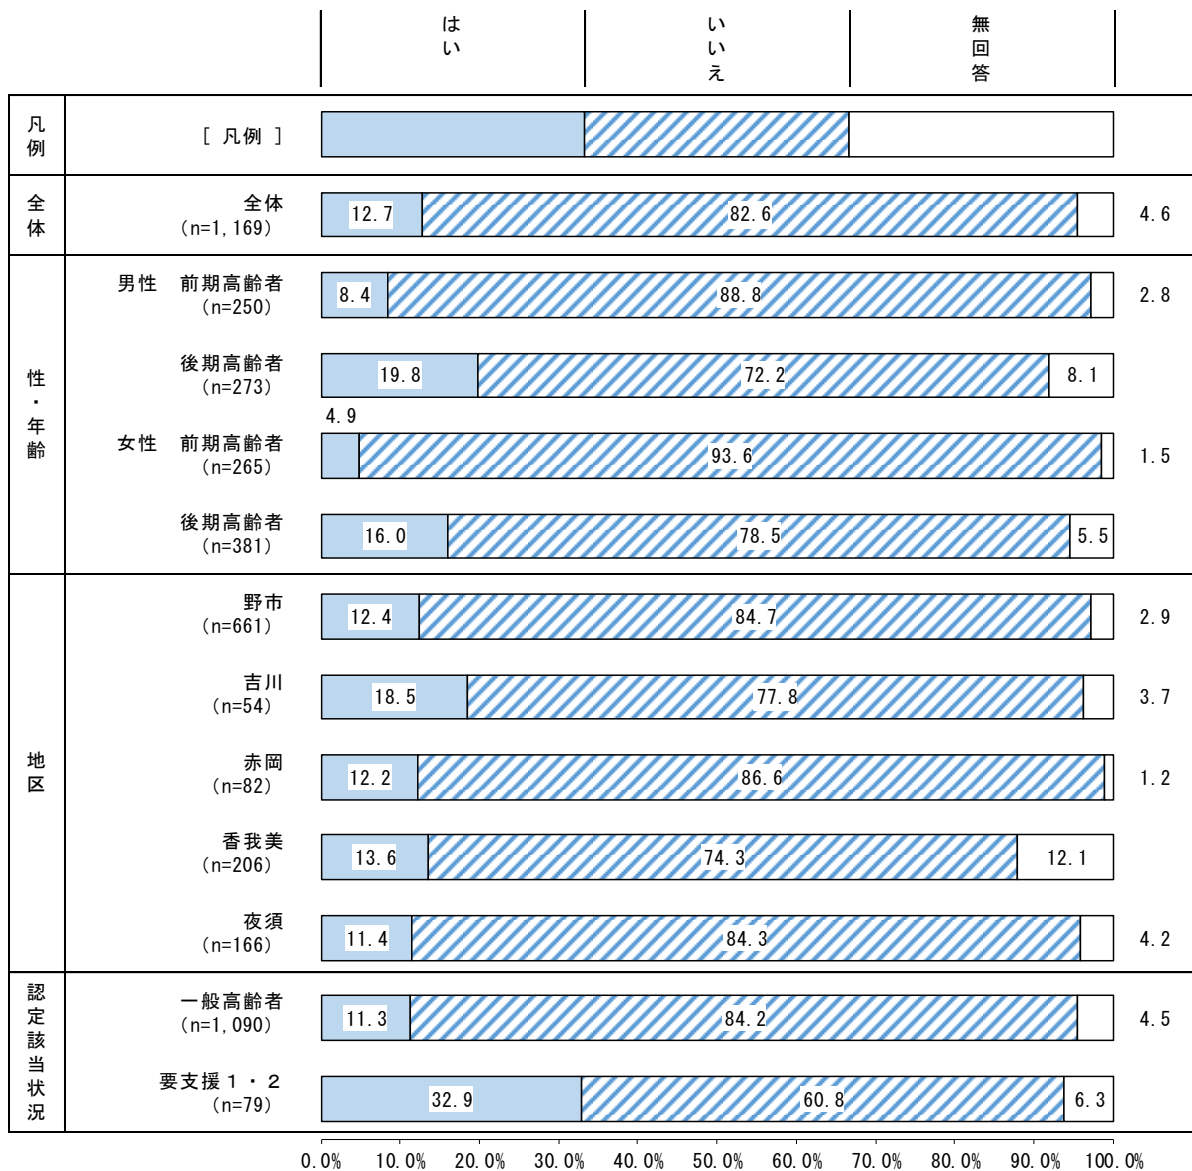 はい
いいえ
無回答
凡例
[ 凡例 ]
全体
全体
(n=1,169)
12.7
82.6
4.6
性・年齢
男性　前期高齢者
(n=250)
8.4
88.8
2.8
後期高齢者
(n=273)
19.8
72.2
8.1
女性　前期高齢者
(n=265)
4.9
93.6
1.5
後期高齢者
(n=381)
16.0
78.5
5.5
地区
野市
(n=661)
12.4
84.7
2.9
吉川
(n=54)
18.5
77.8
3.7
赤岡
(n=82)
12.2
86.6
1.2
香我美
(n=206)
13.6
74.3
12.1
夜須
(n=166)
11.4
84.3
4.2
認定該当状況
一般高齢者
(n=1,090)
11.3
84.2
4.5
要支援１・２
(n=79)
32.9
60.8
6.3
0.0% 10.0% 20.0% 30.0% 40.0% 50.0% 60.0% 70.0% 80.0% 90.0% 100.0%